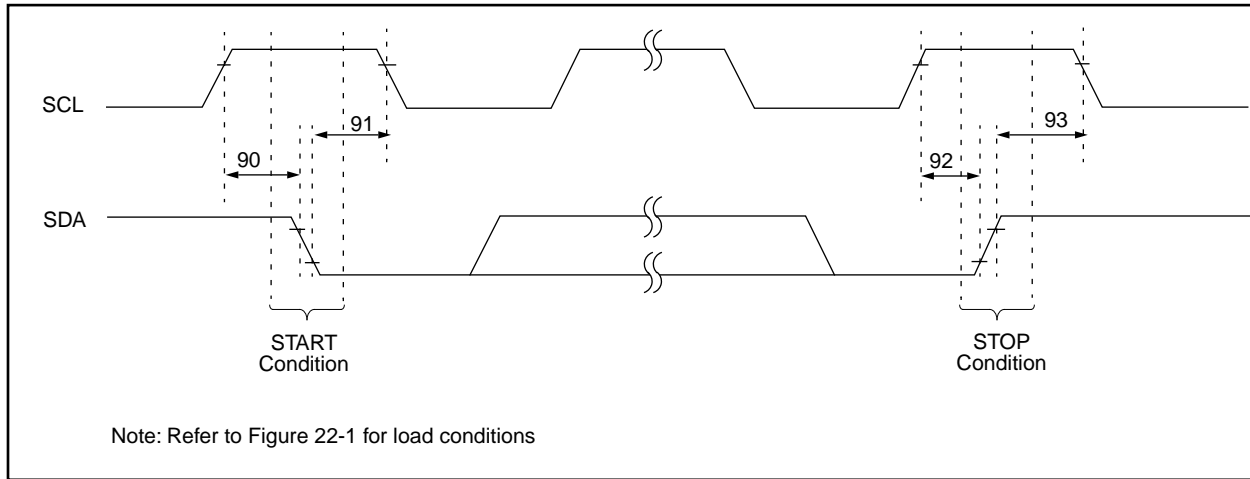 SCL
91
93
90
92
SDA
START
Condition
STOP
Condition
Note: Refer to Figure 22-1 for load conditions